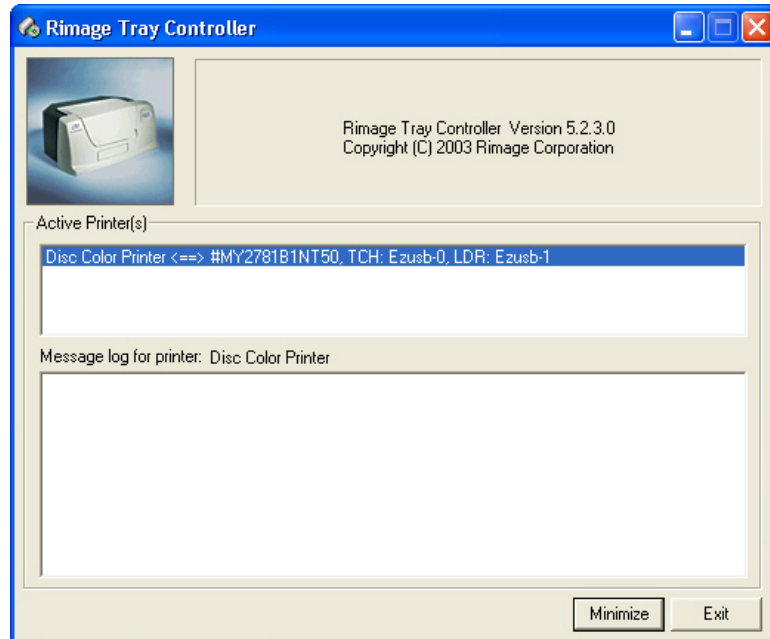 Rimage Tray Controller
Rimage Tray Controller Version 5.2.3.0
Copyright (C) 2003 Rimage Corporation
Active Printer(s)
Disc Color Printer <==> #MY2781B1NT50, TCH: Ezusb-0, LDR: Ezusb-1
Message log for printer: Disc Color Printer
Minimize Exit